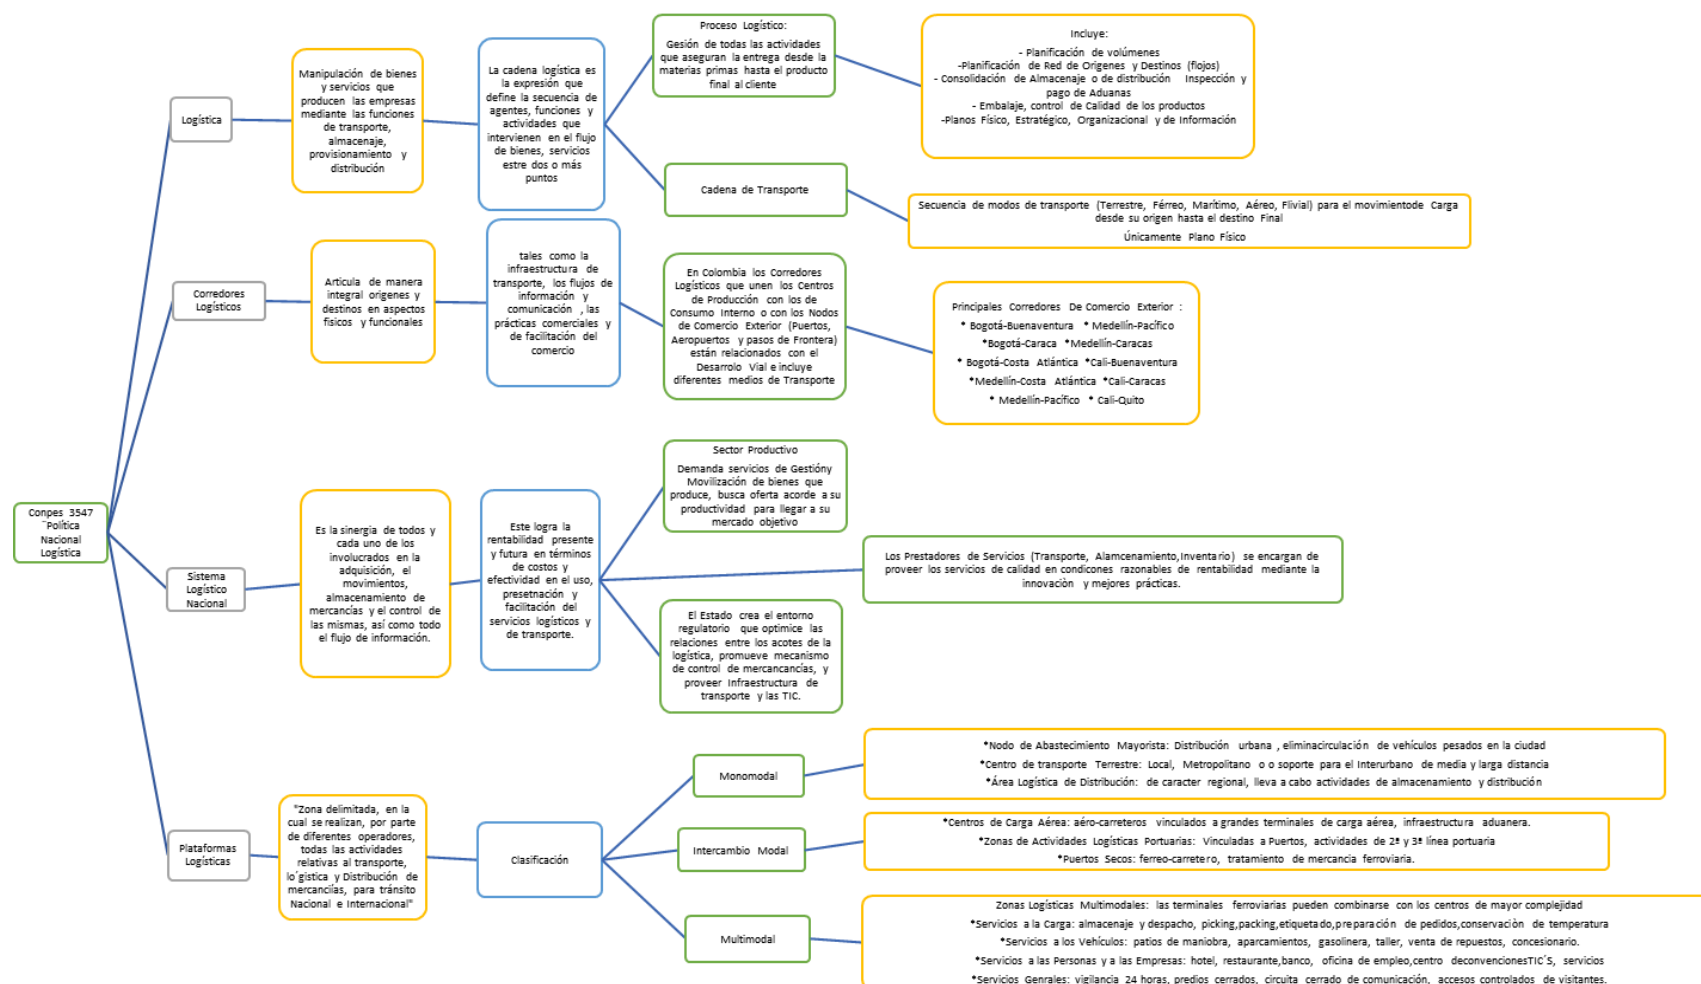 Conpes 3547
¨Política
Nacional
Logística
Logística
Manipulación de bienes
y servicios que
producen las empresas
mediante las funciones
de transporte,
almacenaje,
provisionamiento y
distribución
La cadena logística es
la expresión que
define la secuencia de
agentes, funciones y
actividades que
intervienen en el flujo
de bienes, servicios
estre dos o más
puntos
Proceso Logístico:
Gesión de todas las actividades
que aseguran la entrega desde la
materias primas hasta el producto
final al cliente
Incluye:
- Planificación de volúmenes
-Planificación de Red de Origenes y Destinos (flojos)
- Consolidación de Almacenaje o de distribución Inspección y
pago de Aduanas
- Embalaje, control de Calidad de los productos
-Planos Físico, Estratégico, Organizacional y de Información
Cadena de Transporte
Secuencia de modos de transporte (Terrestre, Férreo, Marítimo, Aéreo, Flivial) para el movimientode Carga
desde su origen hasta el destino Final
Únicamente Plano Físico
Corredores
Logísticos
Articula de manera
integral origenes y
destinos en aspectos
fisicos y funcionales
tales como la
infraestructura de
transporte, los flujos de
información y
comunicación , las
prácticas comerciales y
de facilitación del
comercio
En Colombia los Corredores
Logísticos que unen los Centros
de Producción con los de
Consumo Interno o con los Nodos
de Comercio Exterior (Puertos,
Aeropuertos y pasos de Frontera)
están relacionados con el
Desarrolo Vial e incluye
diferentes medios de Transporte
Principales Corredores De Comercio Exterior :
* Bogotá-Buenaventura * Medellín-Pacífico
*Bogotá-Caraca *Medellín-Caracas
* Bogotá-Costa Atlántica *Cali-Buenaventura
*Medellín-Costa Atlántica *Cali-Caracas
* Medellín-Pacífico * Cali-Quito
Sistema
Logístico
Nacional
Es la sinergia de todos y
cada uno de los
involucrados en la
adquisición, el
movimientos,
almacenamiento de
mercancías y el control de
las mismas, así como todo
el flujo de información.
Este logra la
rentabilidad presente
y futura en términos
de costos y
efectividad en el uso,
presetnación y
facilitación del
servicios logísticos y
de transporte.
Sector Productivo
Demanda servicios de Gestióny
Movilización de bienes que
produce, busca oferta acorde a su
productividad para llegar a su
mercado objetivo
Los Prestadores de Servicios (Transporte, Alamcenamiento,Inventario) se encargan de
proveer los servicios de calidad en condicones razonables de rentabilidad mediante la
innovaciòn y mejores prácticas.
El Estado crea el entorno
regulatorio que optimice las
relaciones entre los acotes de la
logística, promueve mecanismo
de control de mercancancías, y
proveer Infraestructura de
transporte y las TIC.
Plataformas
Logísticas
"Zona delimitada, en la
cual se realizan, por parte
de diferentes operadores,
todas las actividades
relativas al transporte,
lo´gistica y Distribución de
mercanciías, para tránsito
Nacional e Internacional"
Clasificación
Monomodal
*Nodo de Abastecimiento Mayorista: Distribución urbana , eliminacirculación de vehículos pesados en la ciudad
*Centro de transporte Terrestre: Local, Metropolitano o o soporte para el Interurbano de media y larga distancia
*Área Logística de Distribución: de caracter regional, lleva a cabo actividades de almacenamiento y distribución
Intercambio Modal
*Centros de Carga Aérea: aéro-carreteros vinculados a grandes terminales de carga aérea, infraestructura aduanera.
*Zonas de Actividades Logísticas Portuarias: Vinculadas a Puertos, actividades de 2ª y 3ª línea portuaria
*Puertos Secos: ferreo-carretero, tratamiento de mercancia ferroviaria.
Multimodal
Zonas Logísticas Multimodales: las terminales ferroviarias pueden combinarse con los centros de mayor complejidad
*Servicios a la Carga: almacenaje y despacho, picking,packing,etiquetado,preparación de pedidos,conservaciòn de temperatura
*Servicios a los Vehículos: patios de maniobra, aparcamientos, gasolinera, taller, venta de repuestos, concesionario.
*Servicios a las Personas y a las Empresas: hotel, restaurante,banco, oficina de empleo,centro deconvencionesTIC´S, servicios
*Servicios Genrales: vigilancia 24 horas, predios cerrados, circuita cerrado de comunicación, accesos controlados de visitantes.